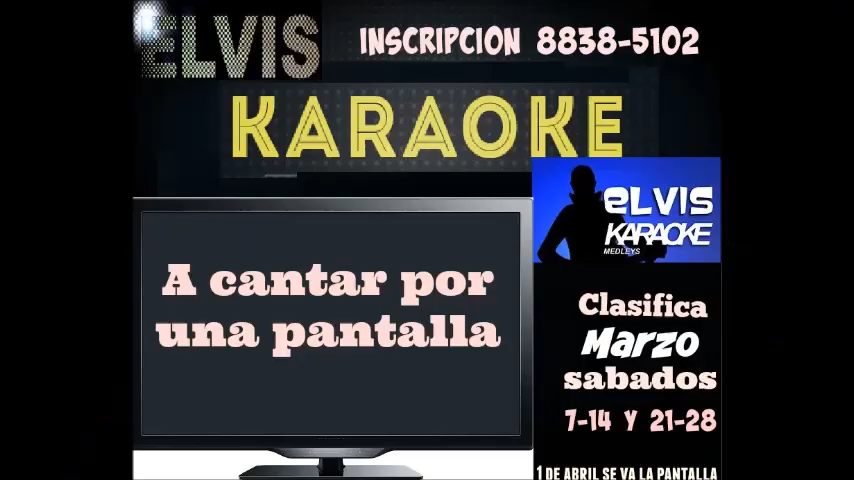 ELVIS
INSCRIPCION 8838-5102
KARAOKE
eLVIS
KARAOKE
MEDLEYS
A cantar por
una pantalla
Clasifica
Marzo
sabados
7-14 Y 21-28
1 DE ABRIL SE VA LA PANTALLA